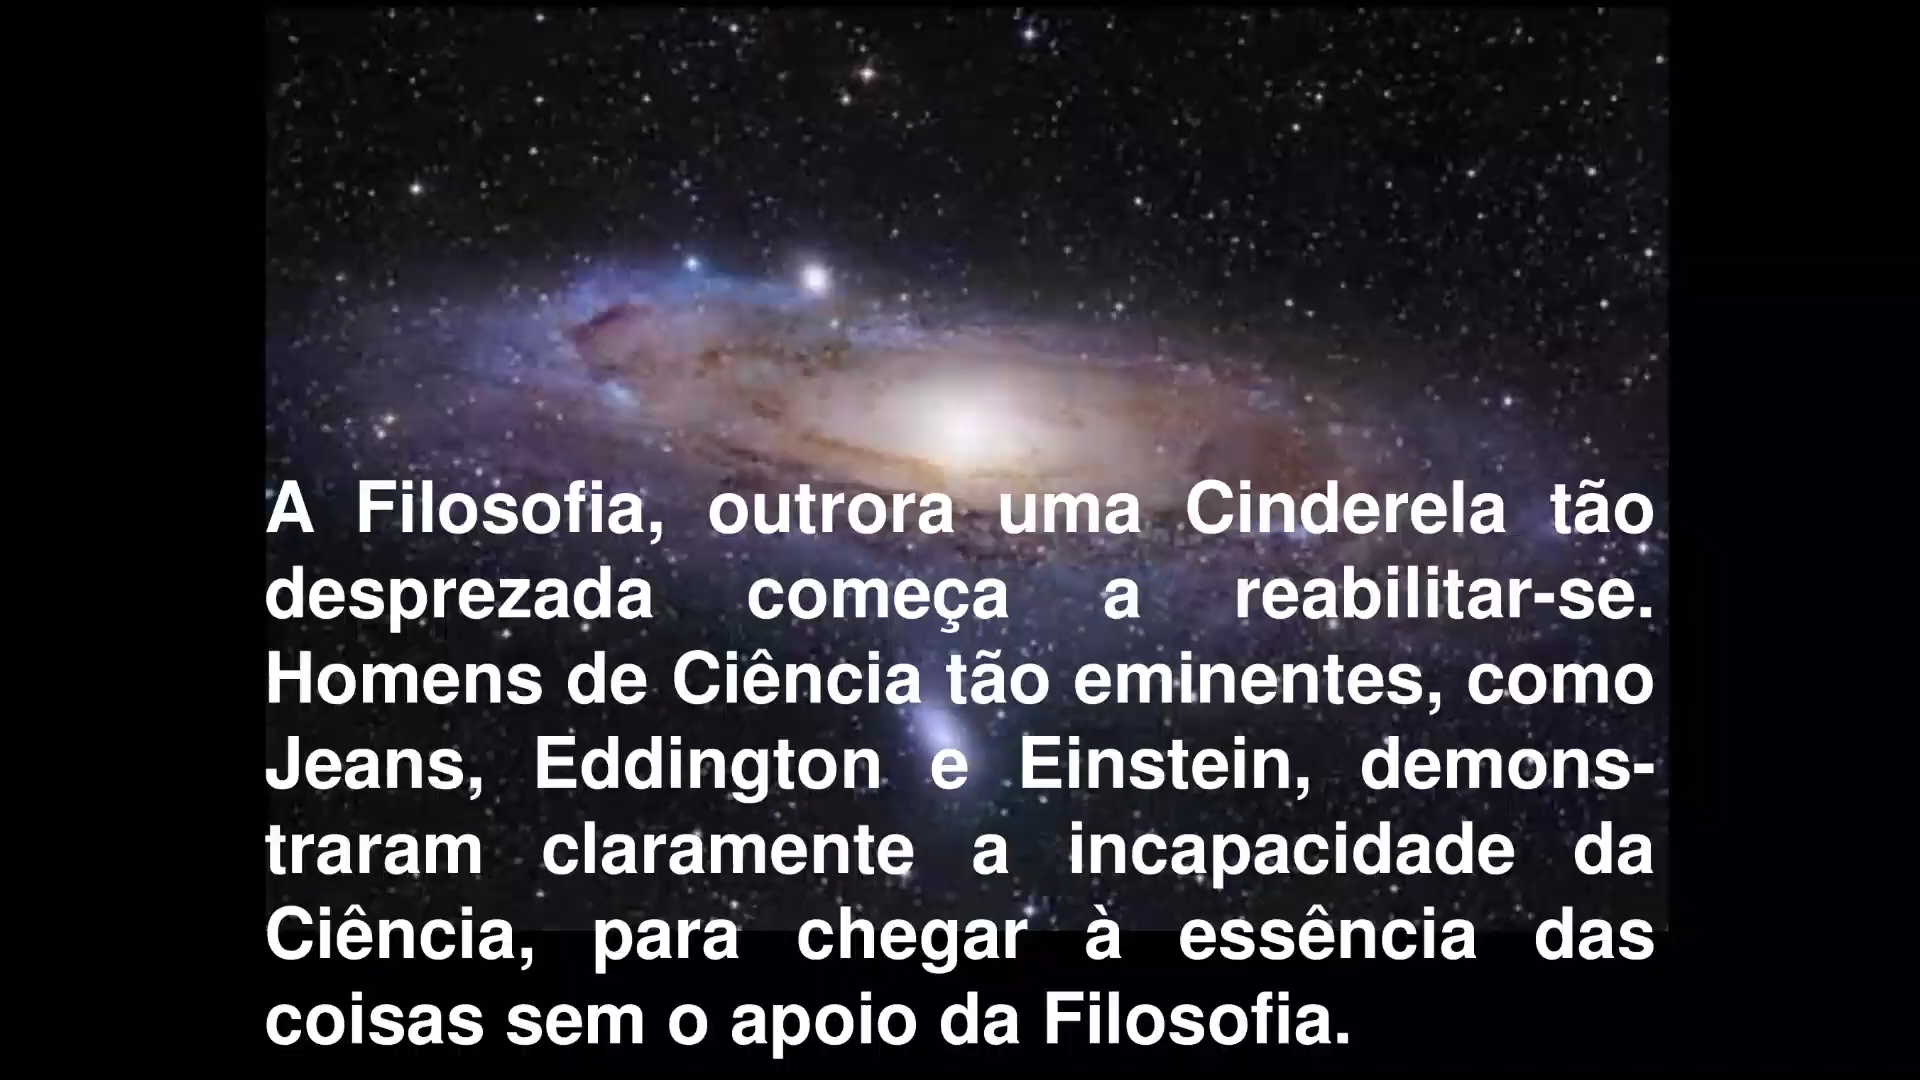 A Filosofia, outrora uma Cinderela tão
desprezada começa a reabilitar-se.
Homens de Ciência tão eminentes, como
Jeans, Eddington e Einstein, demons-
traram claramente a incapacidade da
Ciência, para chegar à essência das
coisas sem o apoio da Filosofia.